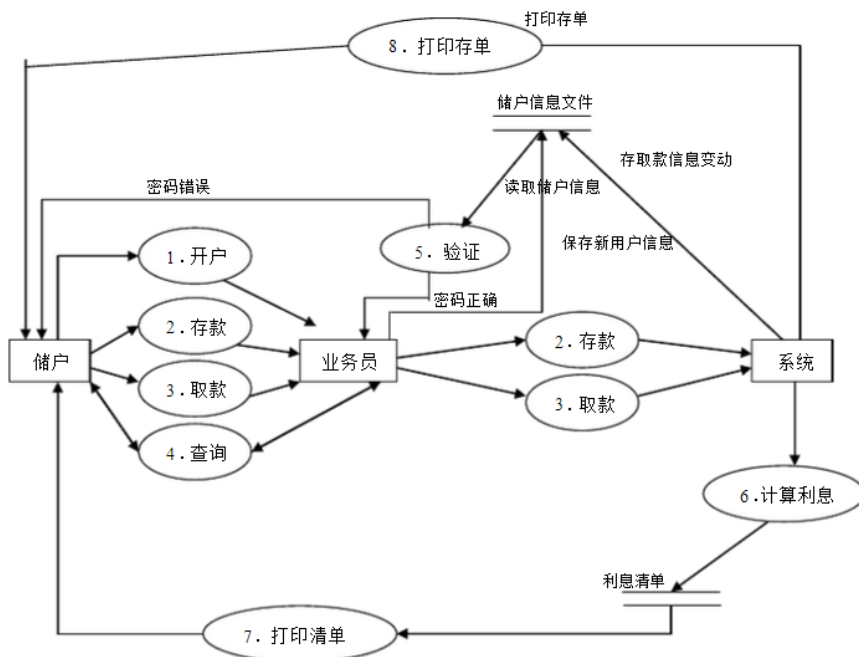 打印存单
8．打印存单
储户信息文件
存取款信息变动
密码错误
读取储户信息
1．开户
5．验证
保存新用户信息
密码正确
2．存款
2．存款
储户
业务员
系统
3．取款
3．取款
4．查询
6．计算利息
利息清单
7．打印清单